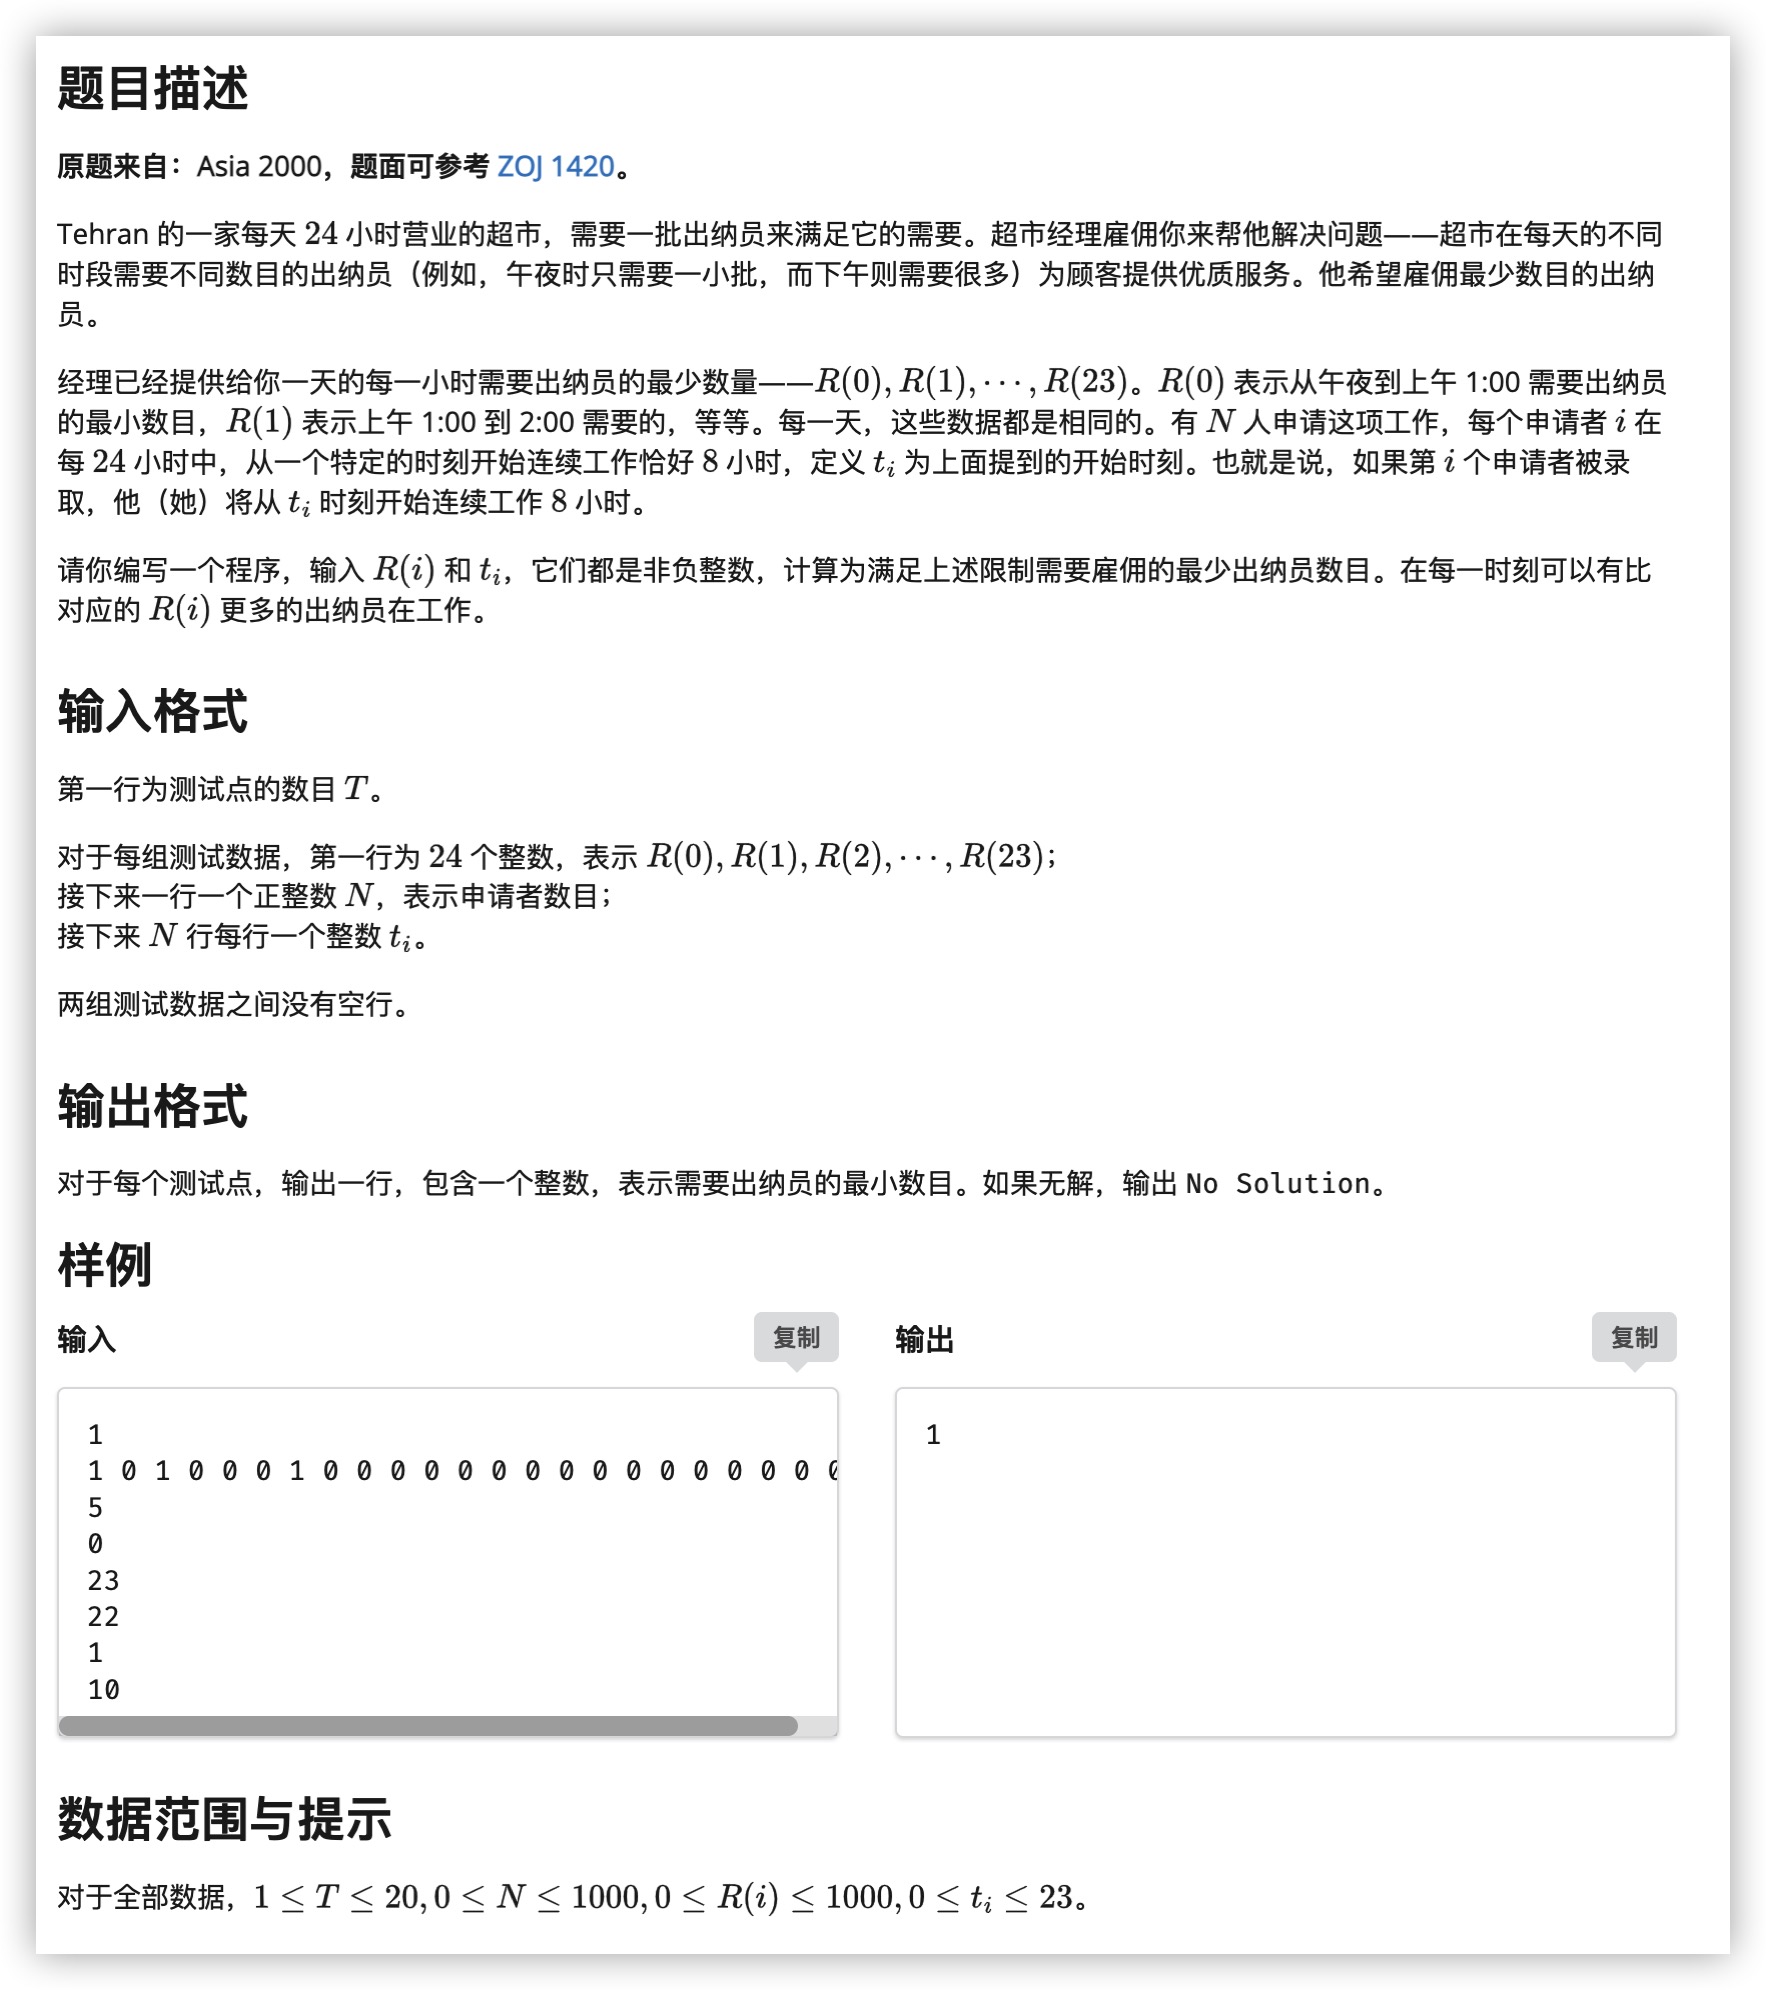 题目描述
原题来自：Asia 2000，题面可参考 ZOJ 1420。
Tehran 的一家每天 24 小时营业的超市，需要一批出纳员来满足它的需要。超市经理雇佣你来帮他解决问题——超市在每天的不同
时段需要不同数目的出纳员（例如，午夜时只需要一小批，而下午则需要很多）为顾客提供优质服务。他希望雇佣最少数目的出纳
员。
经理已经提供给你一天的每一小时需要出纳员的最少数量——R(0), R(1), ⋯, R(23)。R(0) 表示从午夜到上午 1:00 需要出纳员
的最小数目，R(1) 表示上午 1:00 到 2:00 需要的，等等。每一天，这些数据都是相同的。有 N 人申请这项工作，每个申请者 i 在
每 24 小时中，从一个特定的时刻开始连续工作恰好 8 小时，定义 t_i 为上面提到的开始时刻。也就是说，如果第 i 个申请者被录
取，他（她）将从 t_i 时刻开始连续工作 8 小时。
请你编写一个程序，输入 R(i) 和 t_i，它们都是非负整数，计算为满足上述限制需要雇佣的最少出纳员数目。在每一时刻可以有比
对应的 R(i) 更多的出纳员在工作。
输入格式
第一行为测试点的数目 T。
对于每组测试数据，第一行为 24 个整数，表示 R(0), R(1), R(2), ⋯, R(23)；
接下来一行一个正整数 N，表示申请者数目；
接下来 N 行每行一个整数 t_i。
两组测试数据之间没有空行。
输出格式
对于每个测试点，输出一行，包含一个整数，表示需要出纳员的最小数目。如果无解，输出 No Solution。
样例
输入
复制
1
1 0 1 0 0 0 1 0 0 0 0 0 0 0 0 0 0 0 0 0 0 0 0
5
0
23
22
1
10
输出
复制
1
数据范围与提示
对于全部数据，1 ≤ T ≤ 20, 0 ≤ N ≤ 1000, 0 ≤ R(i) ≤ 1000, 0 ≤ t_i ≤ 23。